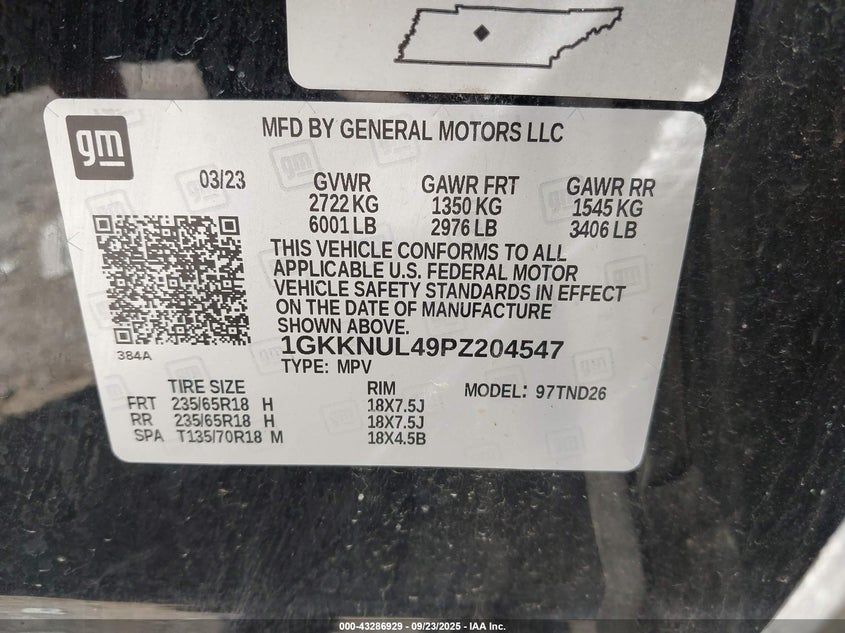 gm
MFD BY GENERAL MOTORS LLC
03/23
GVWR GAWR FRT GAWR RR
2722 KG 1350 KG 1545 KG
6001 LB 2976 LB 3406 LB
THIS VEHICLE CONFORMS TO ALL
APPLICABLE U.S. FEDERAL MOTOR
VEHICLE SAFETY STANDARDS IN EFFECT
ON THE DATE OF MANUFACTURE
SHOWN ABOVE.
384A
1GKKNUL49PZ204547
TYPE: MPV
TIRE SIZE RIM MODEL: 97TND26
FRT 235/65R18 H 18X7.5J
RR 235/65R18 H 18X7.5J
SPA T135/70R18 M 18X4.5B
000-43286929 - 09/23/2025 - IAA Inc.